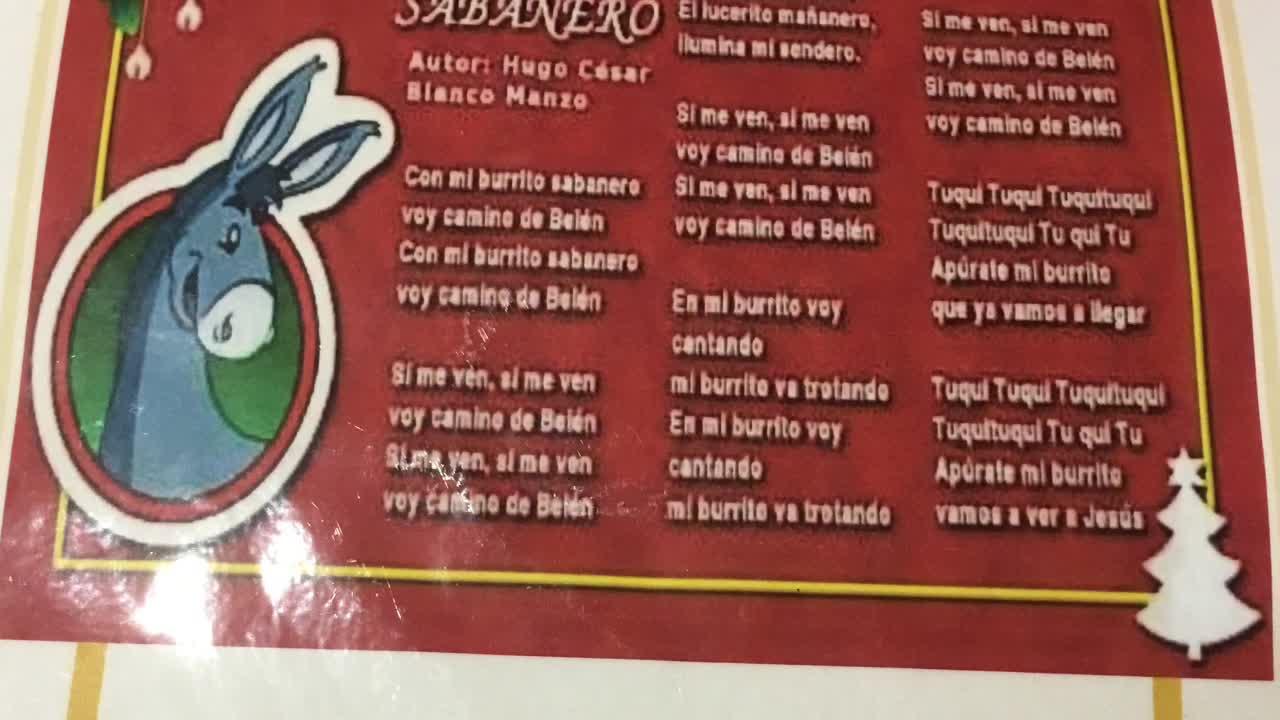 SABANERO
Autor: Hugo César
Blanco Manzo
Con mi burrito sabanero
voy camino de Belén
Con mi burrito sabanero
voy camino de Belén
Si me ven, si me ven
voy camino de Belén
Si me ven, si me ven
voy camino de Belén
El lucerito mañanero,
ilumina mi sendero.
Si me ven, si me ven
voy camino de Belén
Si me ven, si me ven
voy camino de Belén
En mi burrito voy
cantando
mi burrito va trotando
En mi burrito voy
cantando
mi burrito va trotando
Si me ven, si me ven
voy camino de Belén
Si me ven, si me ven
voy camino de Belén
Tuqui Tuqui Tuquituqui
Tuquituqui Tu qui Tu
Apúrate mi burrito
que ya vamos a llegar
Tuqui Tuqui Tuquituqui
Tuquituqui Tu qui Tu
Apúrate mi burrito
vamos a ver a Jesús